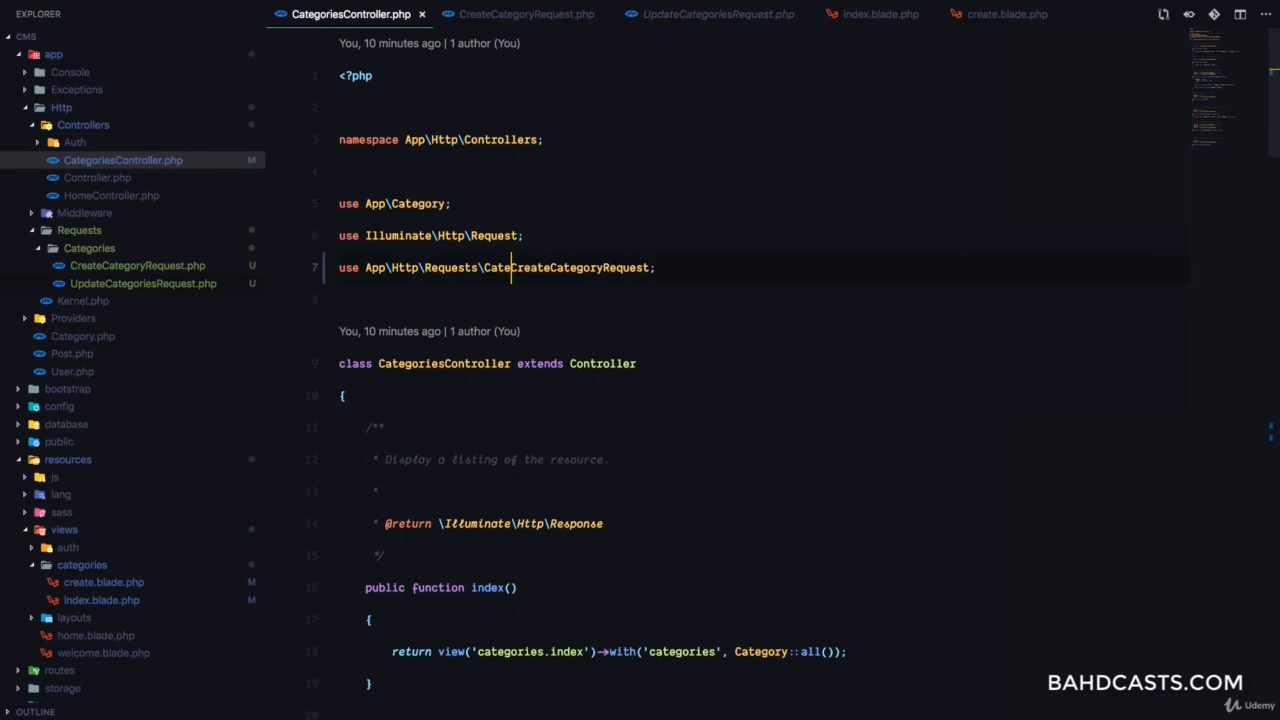 EXPLORER
CMS
app
Console
Exceptions
Http
Controllers
Auth
CategoriesController.php M
Controller.php
HomeController.php
Middleware
Requests
Categories
CreateCategoryRequest.php U
UpdateCategoriesRequest.php U
Kernel.php
Providers
Category.php
Post.php
User.php
bootstrap
config
database
public
resources
js
lang
sass
views
auth
categories
create.blade.php M
index.blade.php M
layouts
home.blade.php
welcome.blade.php
routes
storage
OUTLINE
CategoriesController.php × CreateCategoryRequest.php UpdateCategoriesRequest.php index.blade.php create.blade.php
You, 10 minutes ago | 1 author (You)
1 <?php
2
3 namespace App\Http\Controllers;
4
5 use App\Category;
6 use Illuminate\Http\Request;
7 use App\Http\Requests\CateCreateCategoryRequest;
8
You, 10 minutes ago | 1 author (You)
9 class CategoriesController extends Controller
10 {
11 /**
12 * Display a listing of the resource.
13 *
14 * @return \Illuminate\Http\Response
15 */
16 public function index()
17 {
18 return view('categories.index')->with('categories', Category::all());
19 }
20
BAHDCASTS.COM
Udemy